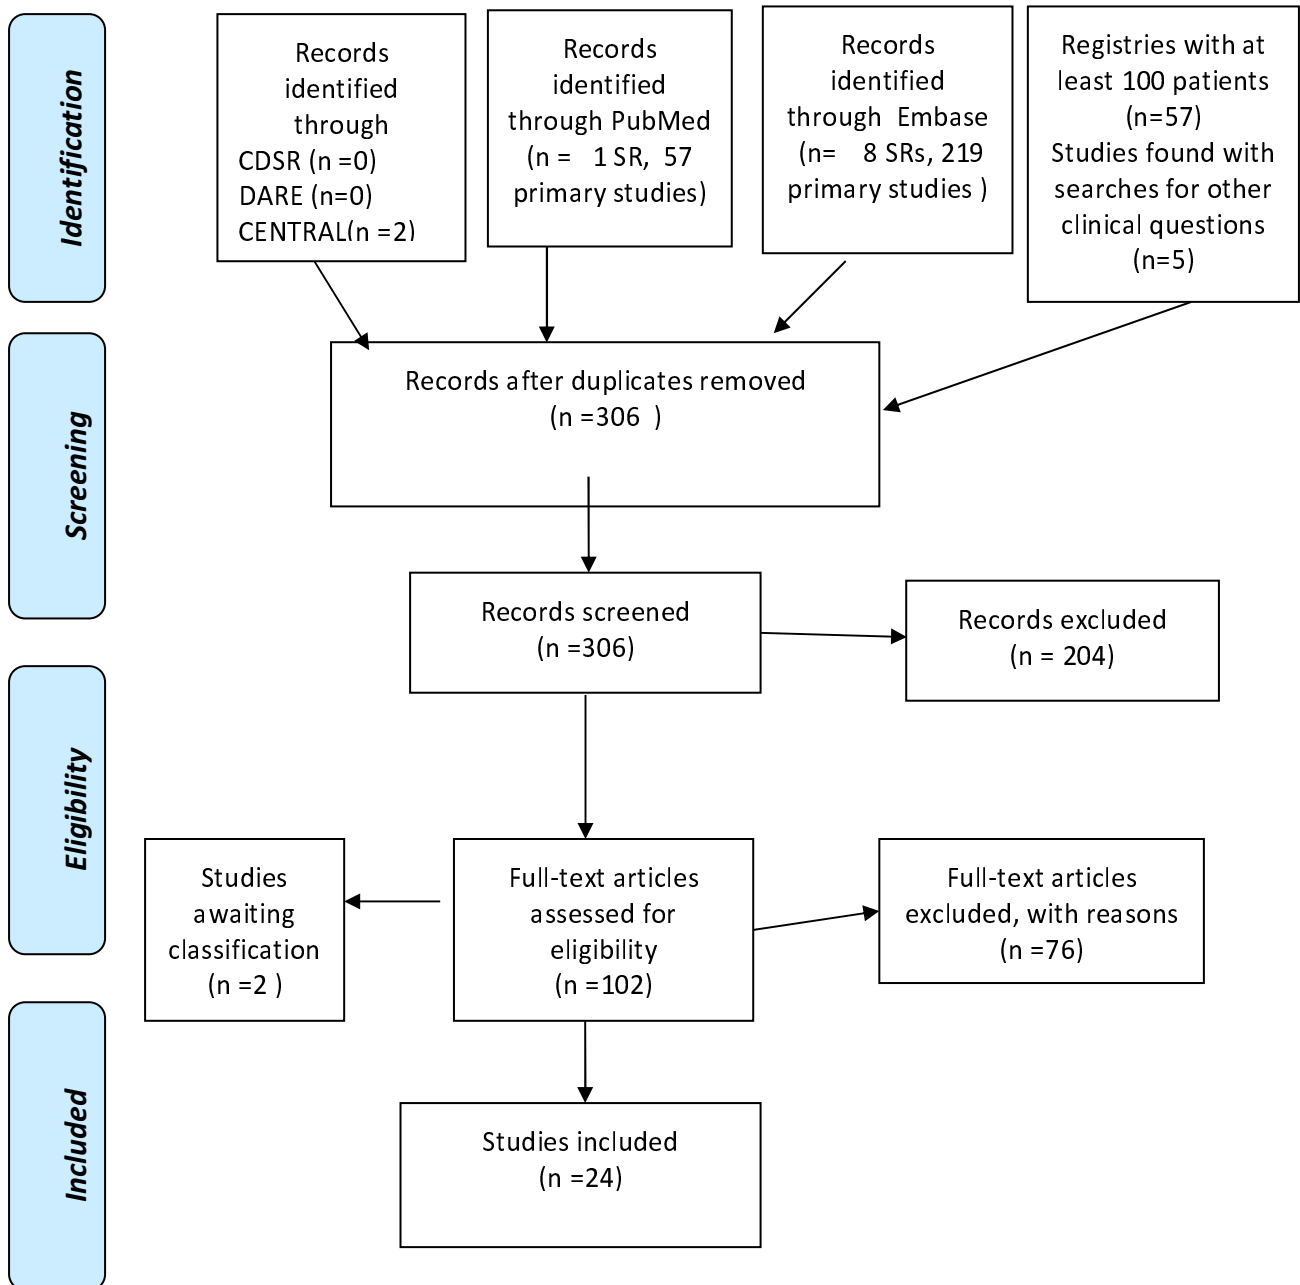 Identification
Records
identified
through
CDSR (n =0)
DARE (n=0)
CENTRAL(n =2)
Records
identified
through PubMed
(n = 1 SR, 57
primary studies)
Records
identified
through Embase
(n= 8 SRs, 219
primary studies )
Registries with at
least 100 patients
(n=57)
Studies found with
searches for other
clinical questions
(n=5)
Screening
Records after duplicates removed
(n =306 )
Records screened
(n =306)
Records excluded
(n = 204)
Eligibility
Studies
awaiting
classification
(n =2 )
Full-text articles
assessed for
eligibility
(n =102)
Full-text articles
excluded, with reasons
(n =76)
Included
Studies included
(n =24)